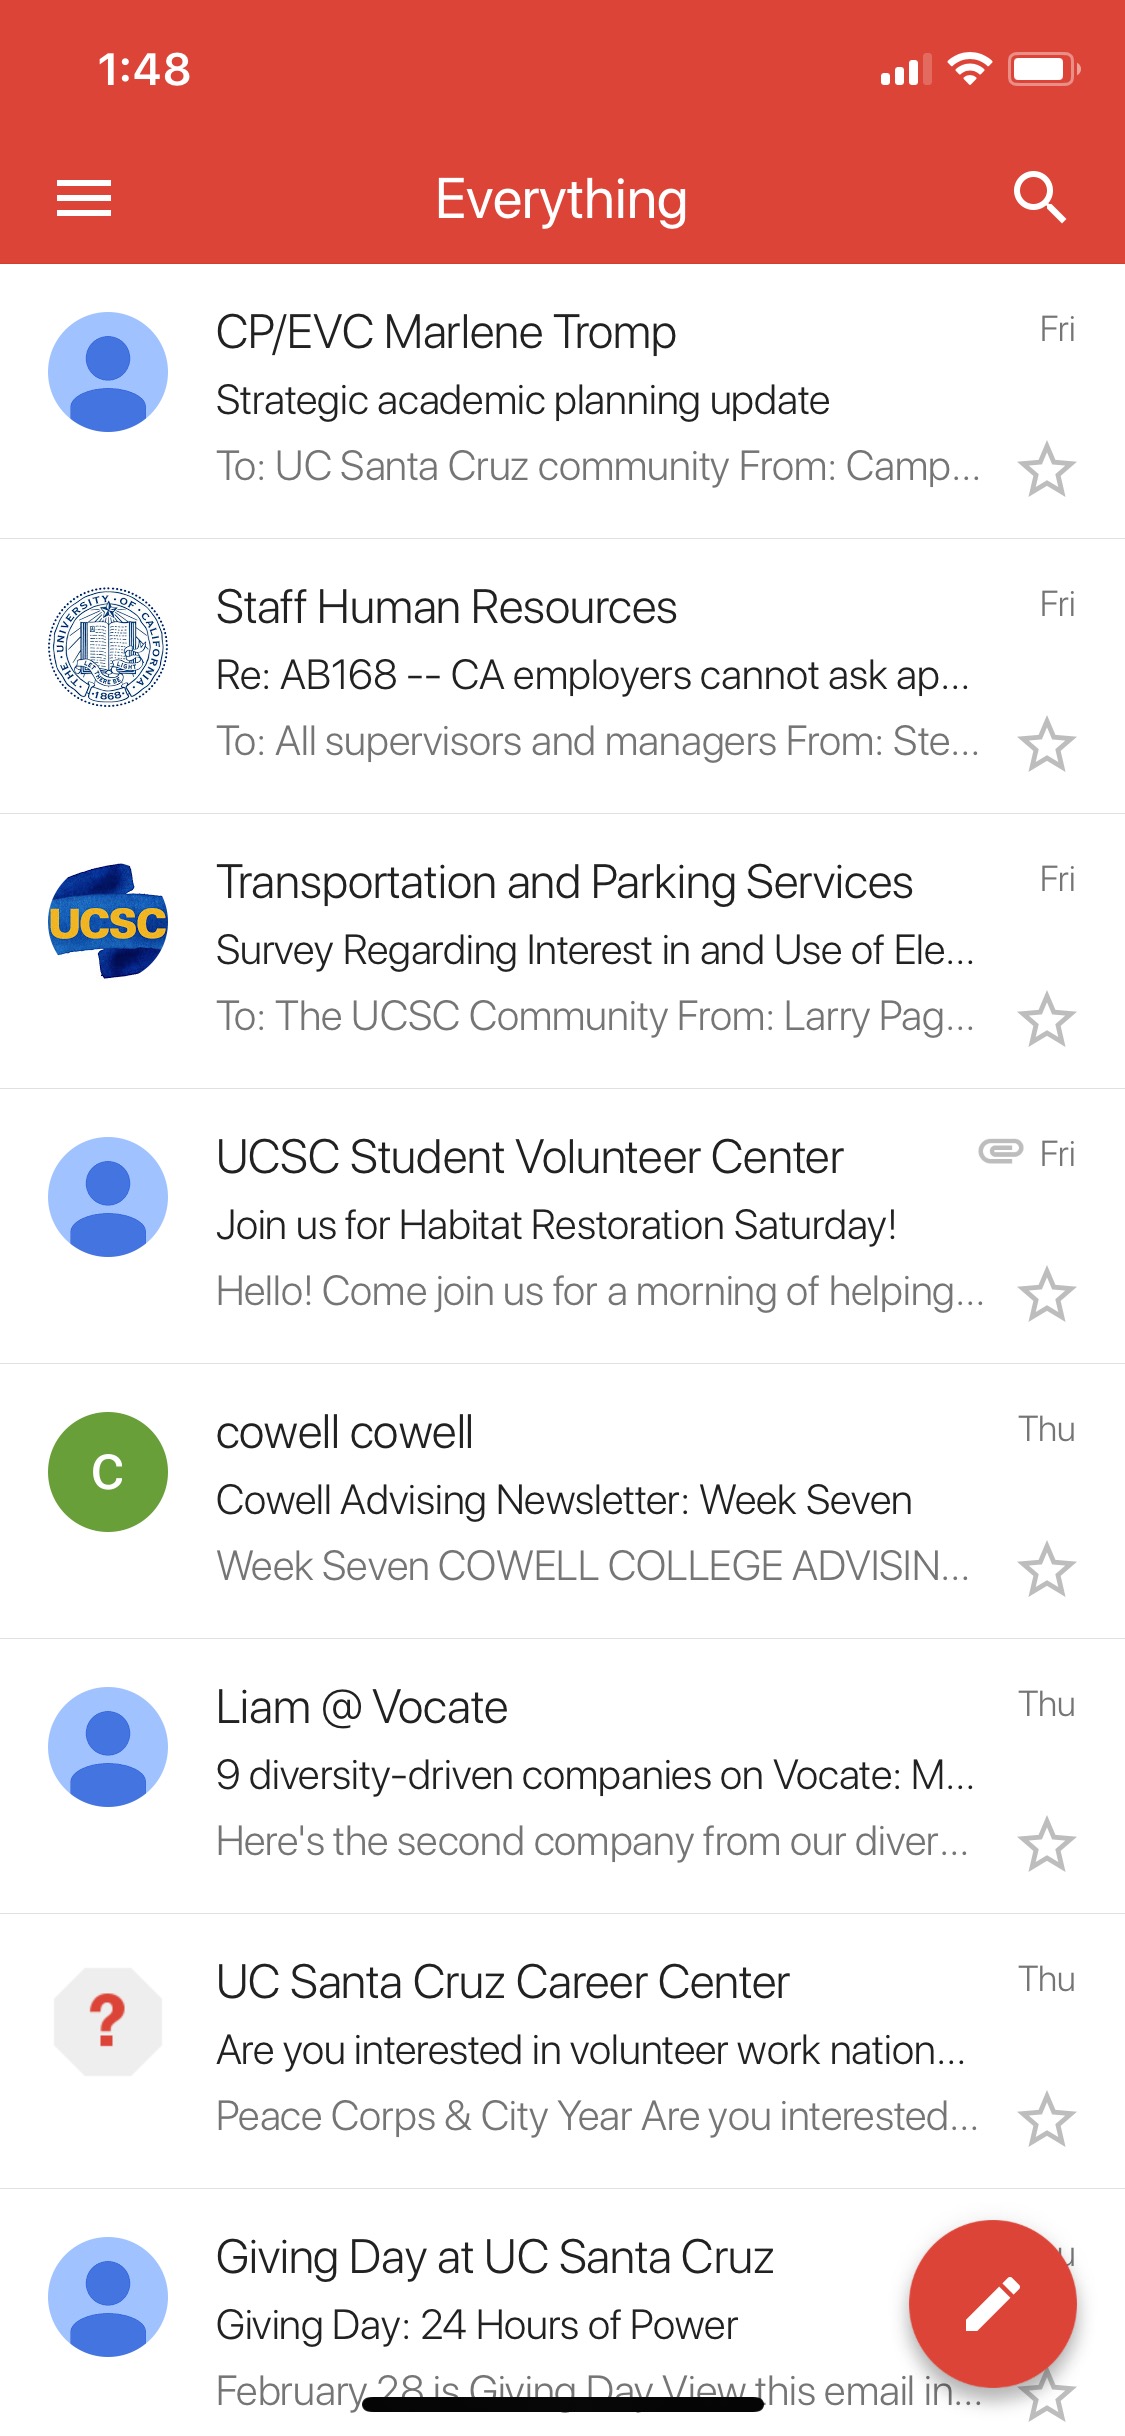 1:48
Everything
CP/EVC Marlene Tromp
Fri
Strategic academic planning update
To: UC Santa Cruz community From: Camp...
THE UNIVERSITY OF CALIFORNIA
LET THERE BE LIGHT
1868
Staff Human Resources
Fri
Re: AB168 -- CA employers cannot ask ap...
To: All supervisors and managers From: Ste...
UCSC
Transportation and Parking Services
Fri
Survey Regarding Interest in and Use of Ele...
To: The UCSC Community From: Larry Pag...
UCSC Student Volunteer Center
Fri
Join us for Habitat Restoration Saturday!
Hello! Come join us for a morning of helping...
C
cowell cowell
Thu
Cowell Advising Newsletter: Week Seven
Week Seven COWELL COLLEGE ADVISIN...
Liam @ Vocate
Thu
9 diversity-driven companies on Vocate: M...
Here's the second company from our diver...
?
UC Santa Cruz Career Center
Thu
Are you interested in volunteer work nation...
Peace Corps & City Year Are you interested...
Giving Day at UC Santa Cruz
Giving Day: 24 Hours of Power
February 28 is Giving Day View this email in...